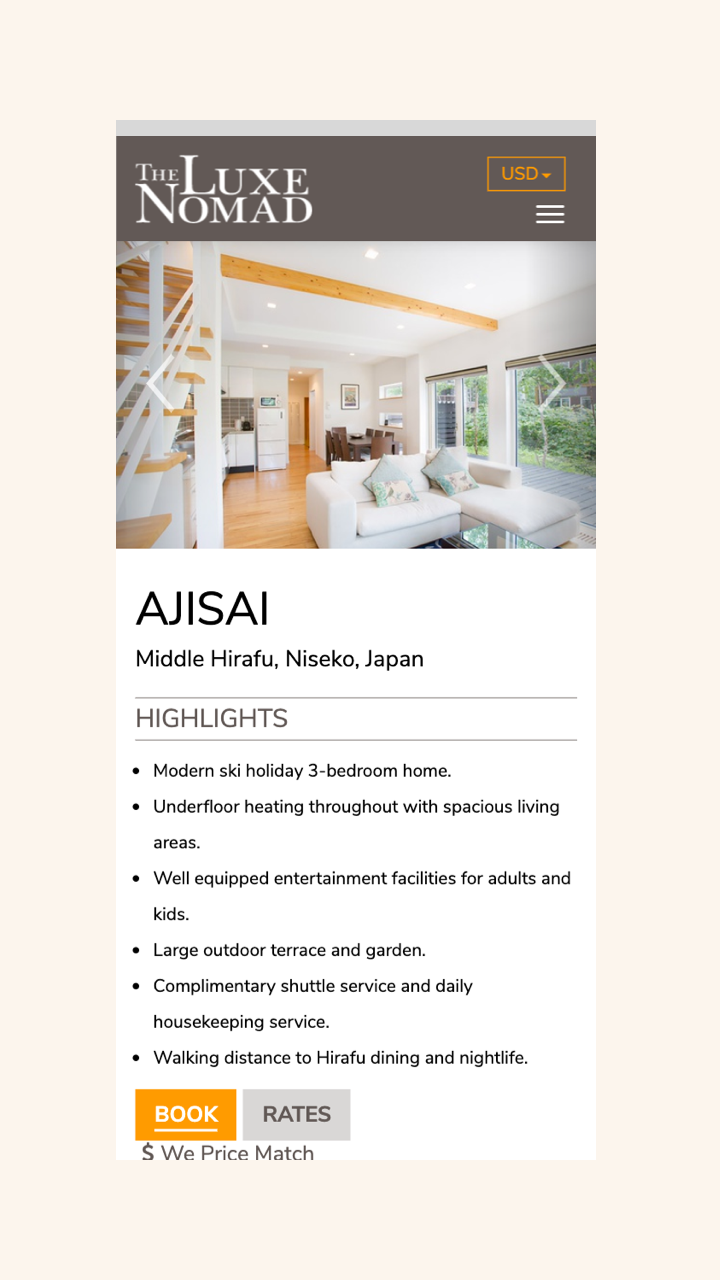 THE LUXE
NOMAD
USD
AJISAI
Middle Hirafu, Niseko, Japan
HIGHLIGHTS
• Modern ski holiday 3-bedroom home.
• Underfloor heating throughout with spacious living
areas.
• Well equipped entertainment facilities for adults and
kids.
• Large outdoor terrace and garden.
• Complimentary shuttle service and daily
housekeeping service.
• Walking distance to Hirafu dining and nightlife.
BOOK RATES
$ We Price Match